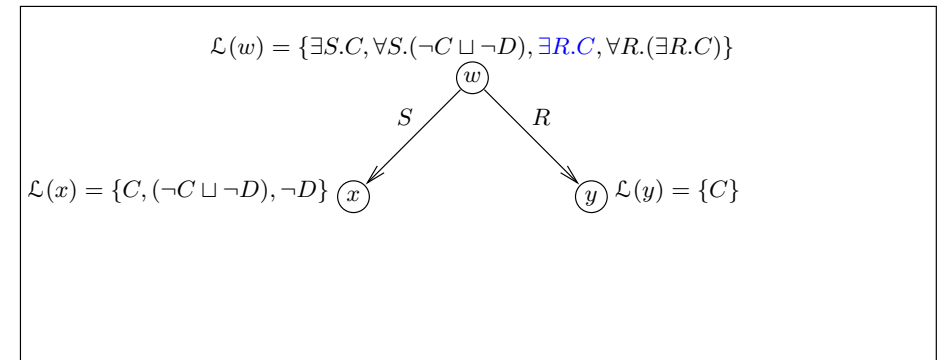 ℒ(w) = {∃S.C, ∀S.(¬C ⊔ ¬D), ∃R.C, ∀R.(∃R.C)}
w
S R
ℒ(x) = {C, (¬C ⊔ ¬D), ¬D} x y ℒ(y) = {C}